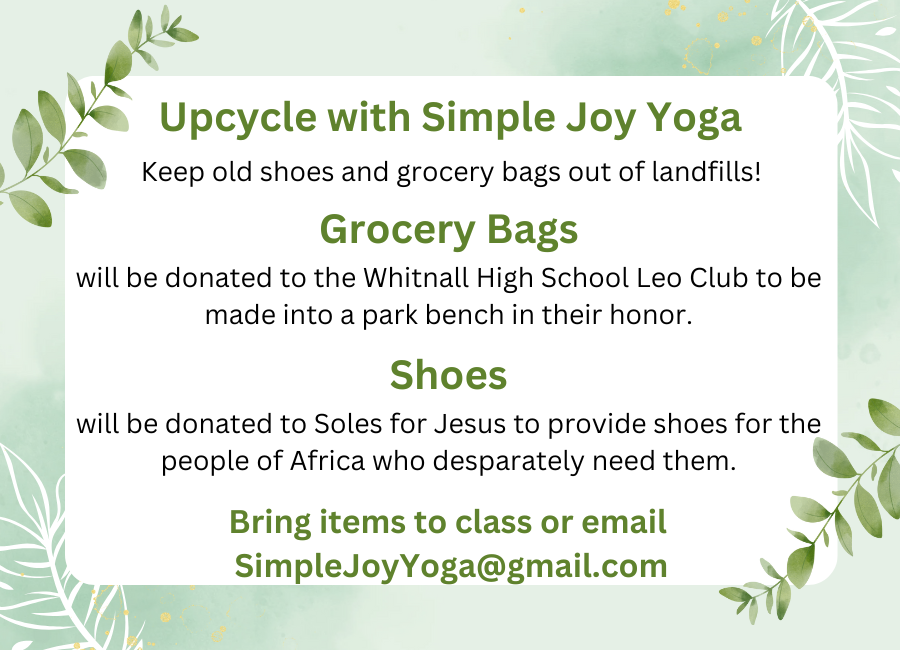 Upcycle with Simple Joy Yoga
Keep old shoes and grocery bags out of landfills!
Grocery Bags
will be donated to the Whitnall High School Leo Club to be
made into a park bench in their honor.
Shoes
will be donated to Soles for Jesus to provide shoes for the
people of Africa who desparately need them.
Bring items to class or email
SimpleJoyYoga@gmail.com